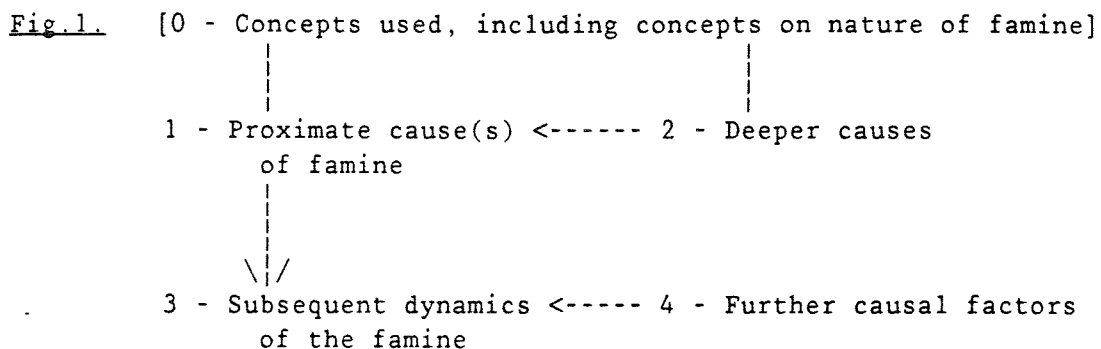 Fig.1. [0 - Concepts used, including concepts on nature of famine]
1 - Proximate cause(s) <------ 2 - Deeper causes
of famine
3 - Subsequent dynamics <----- 4 - Further causal factors
of the famine